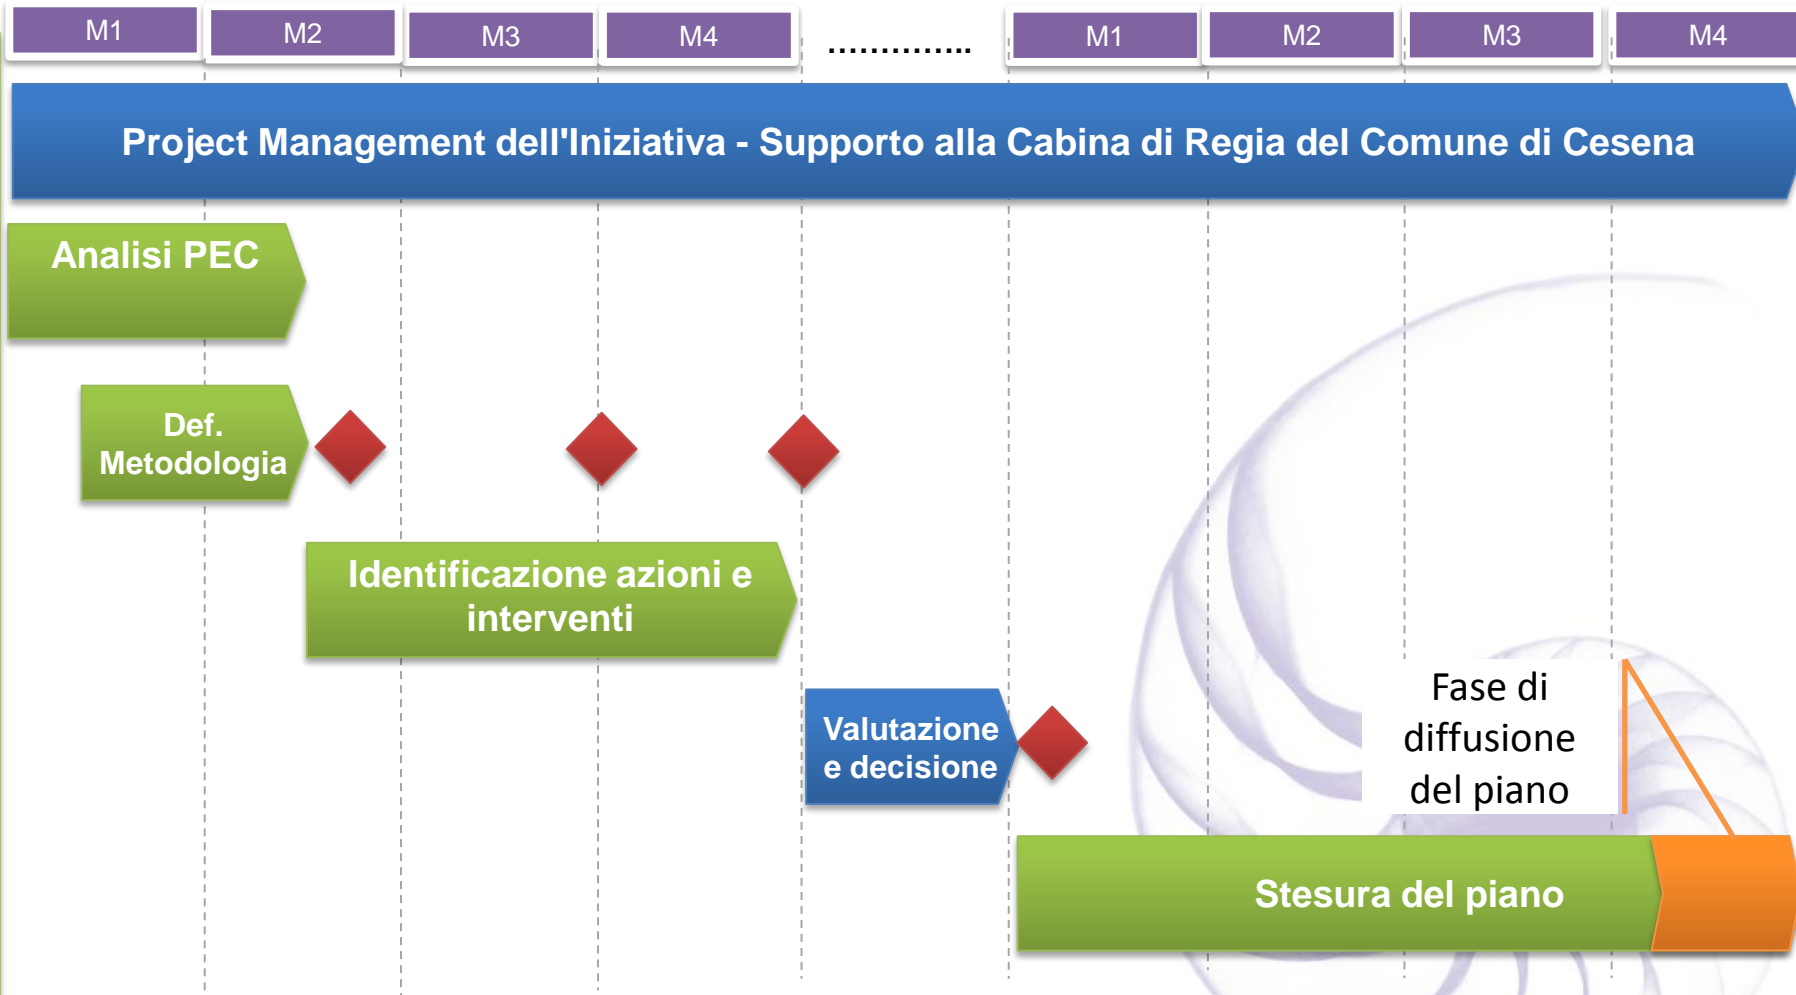 M1 M2 M3 M4 ………….. M1 M2 M3 M4
Project Management dell'Iniziativa - Supporto alla Cabina di Regia del Comune di Cesena
Analisi PEC
Def.
Metodologia
Identificazione azioni e
interventi
Valutazione
e decisione
Fase di
diffusione
del piano
Stesura del piano